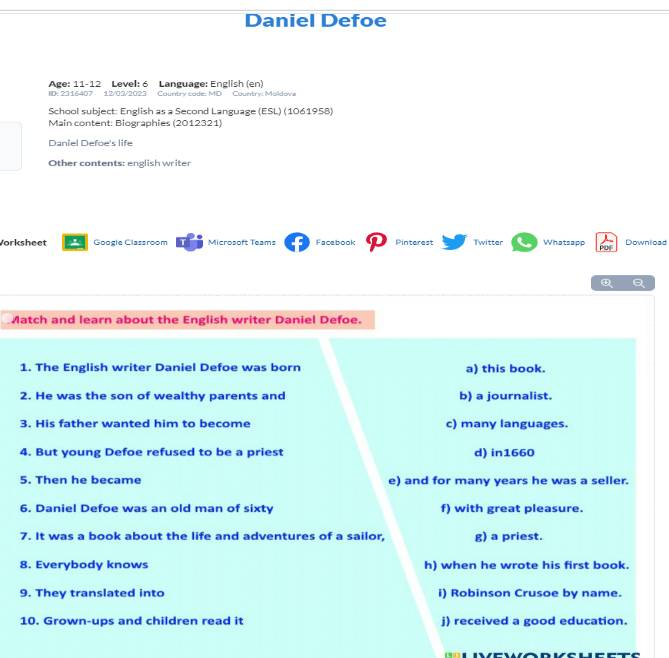 Daniel Defoe
Age: 11-12 Level: 6 Language: English (en)
ID: 2316407 12/03/2023 Country code: MD Country: Moldova
School subject: English as a Second Language (ESL) (1061958)
Main content: Biographies (2012321)
Daniel Defoe's life
Other contents: english writer
Google Classroom Microsoft Teams Facebook Pinterest Twitter Whatsapp PDF Download
Match and learn about the English writer Daniel Defoe.
1. The English writer Daniel Defoe was born a) this book.
2. He was the son of wealthy parents and b) a journalist.
3. His father wanted him to become c) many languages.
4. But young Defoe refused to be a priest d) in1660
5. Then he became e) and for many years he was a seller.
6. Daniel Defoe was an old man of sixty f) with great pleasure.
7. It was a book about the life and adventures of a sailor, g) a priest.
8. Everybody knows h) when he wrote his first book.
9. They translated into i) Robinson Crusoe by name.
10. Grown-ups and children read it j) received a good education.
LIVEWORKSHEETS